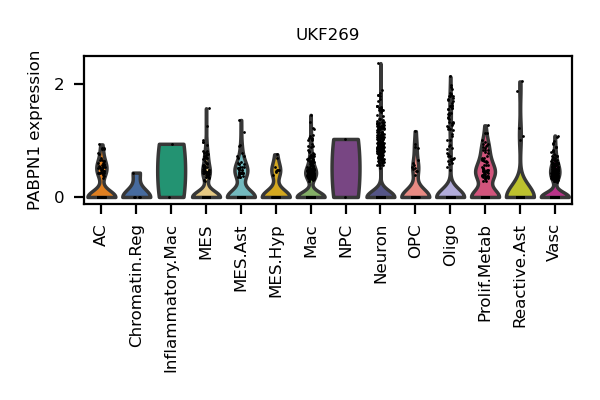 UKF269
PABPN1 expression
2
0
AC
Chromatin.Reg
Inflammatory.Mac
MES
MES.Ast
MES.Hyp
Mac
NPC
Neuron
OPC
Oligo
Prolif.Metab
Reactive.Ast
Vasc